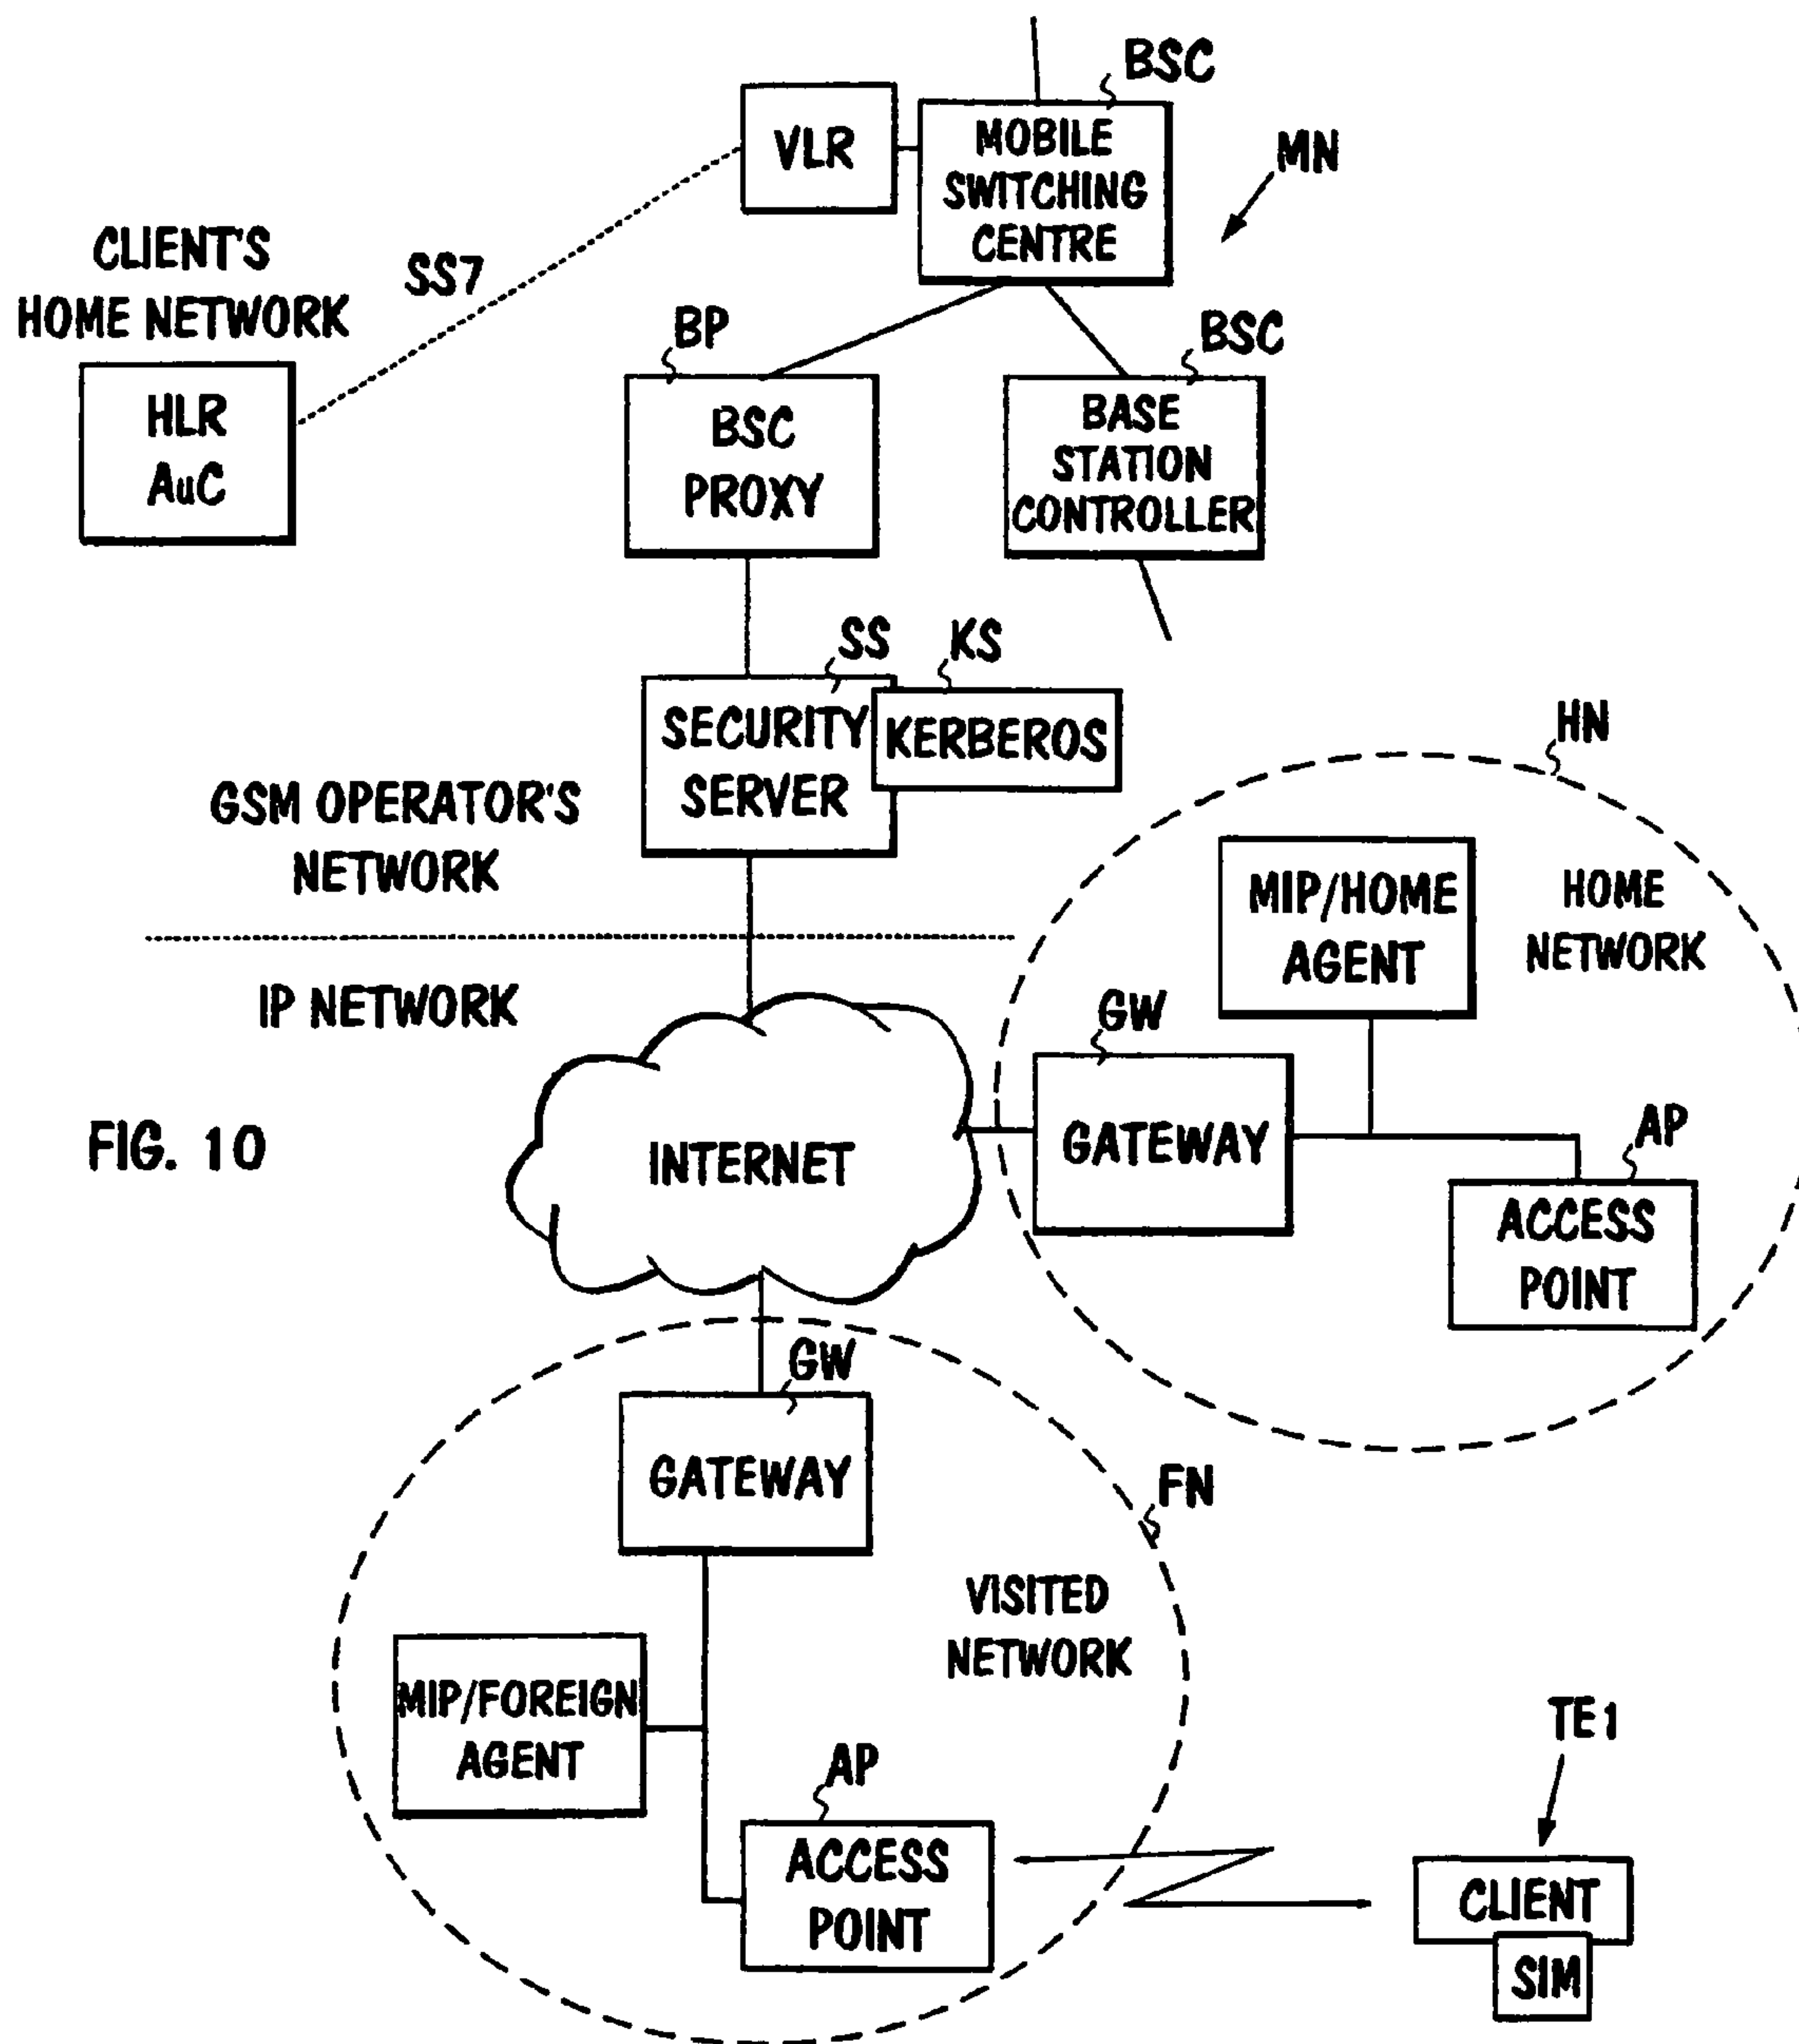 BSC
VLR
MOBILE
SWITCHING
CENTRE
MN
CLIENT'S
HOME NETWORK
SS7
HLR
AuC
BP
BSC
PROXY
BSC
BASE
STATION
CONTROLLER
SS
KS
SECURITY
SERVER
KERBEROS
GSM OPERATOR'S
NETWORK
IP NETWORK
HN
MIP/HOME
AGENT
HOME
NETWORK
GW
GATEWAY
AP
ACCESS
POINT
FIG. 10
INTERNET
GW
GATEWAY
FN
VISITED
NETWORK
MIP/FOREIGN
AGENT
AP
ACCESS
POINT
TE1
CLIENT
SIM